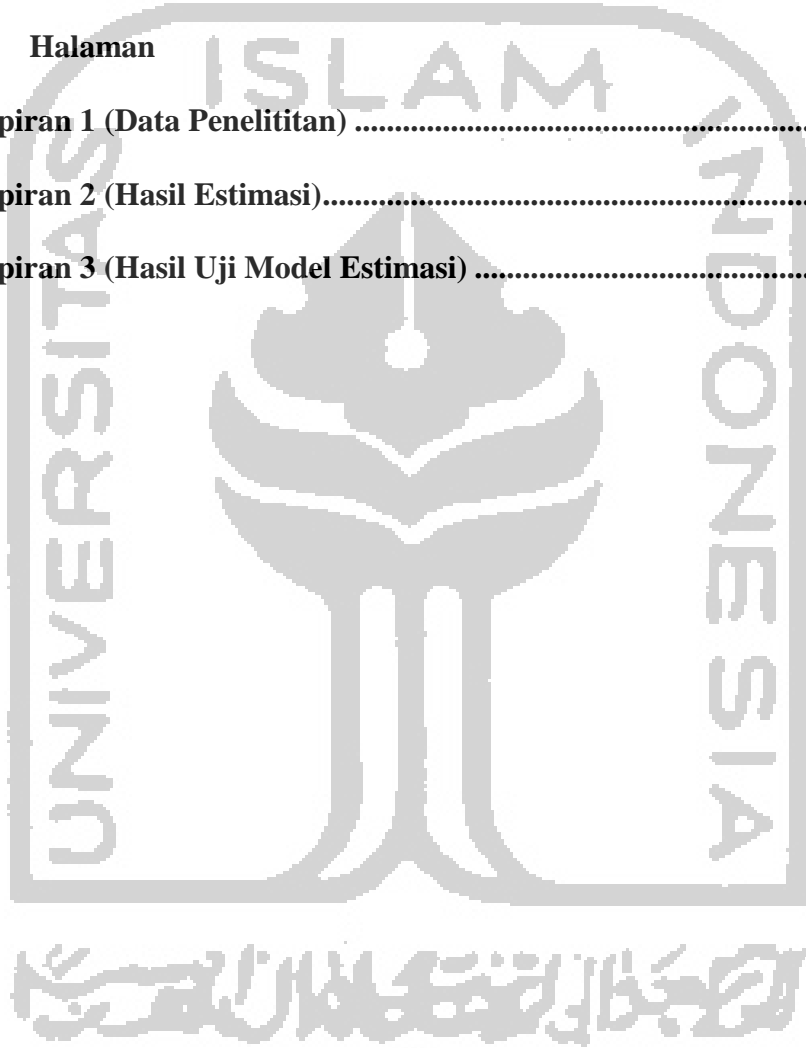 Halaman
ISLAM
piran 1 (Data Penelititan) ..........................................................
piran 2 (Hasil Estimasi)..............................................................
piran 3 (Hasil Uji Model Estimasi) ...........................................
UNIVERSITAS
INDONESIA